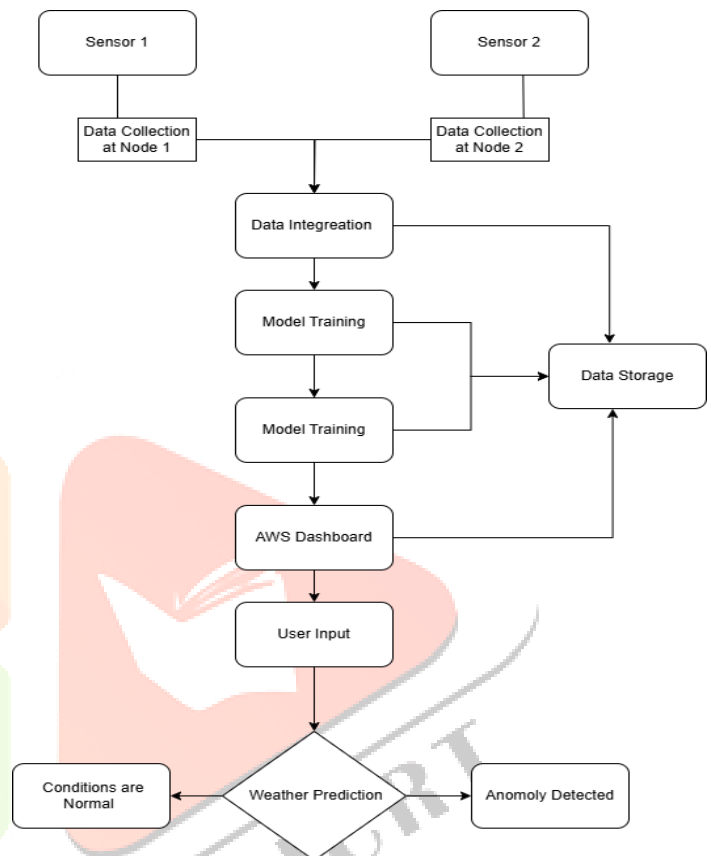 Sensor 1
Sensor 2
Data Collection
at Node 1
Data Collection
at Node 2
Data Integreation
Model Training
Data Storage
Model Training
AWS Dashboard
User Input
Conditions are
Normal
Weather Prediction
Anomoly Detected